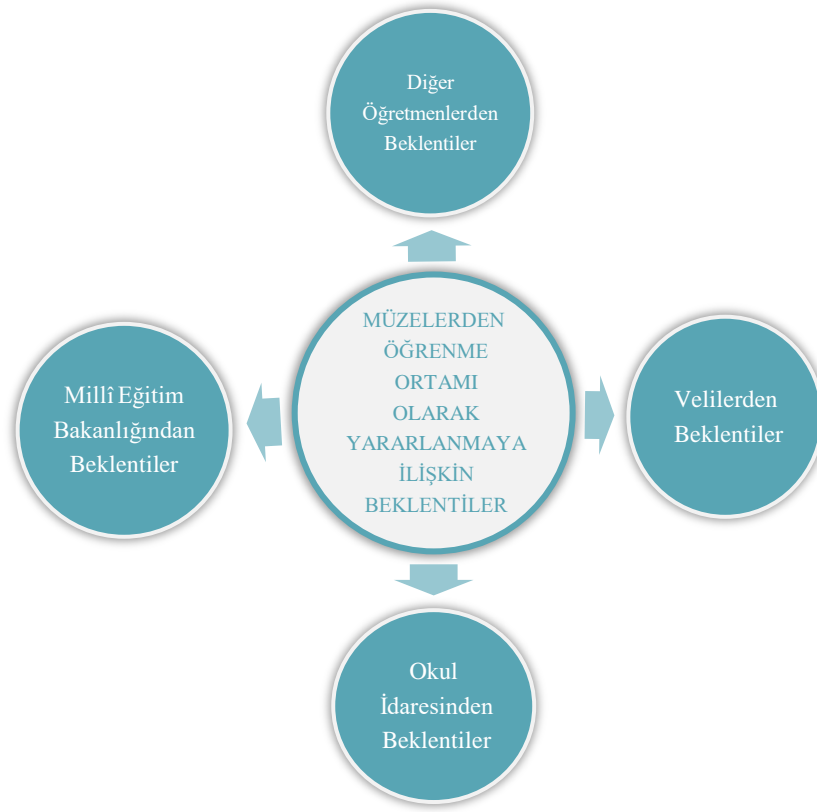 Diğer
Öğretmenlerden
Beklentiler
MÜZELERDEN
ÖĞRENME
ORTAMI
OLARAK
YARARLANMAYA
İLİŞKİN
BEKLENTİLER
Millî Eğitim
Bakanlığından
Beklentiler
Velilerden
Beklentiler
Okul
İdaresinden
Beklentiler